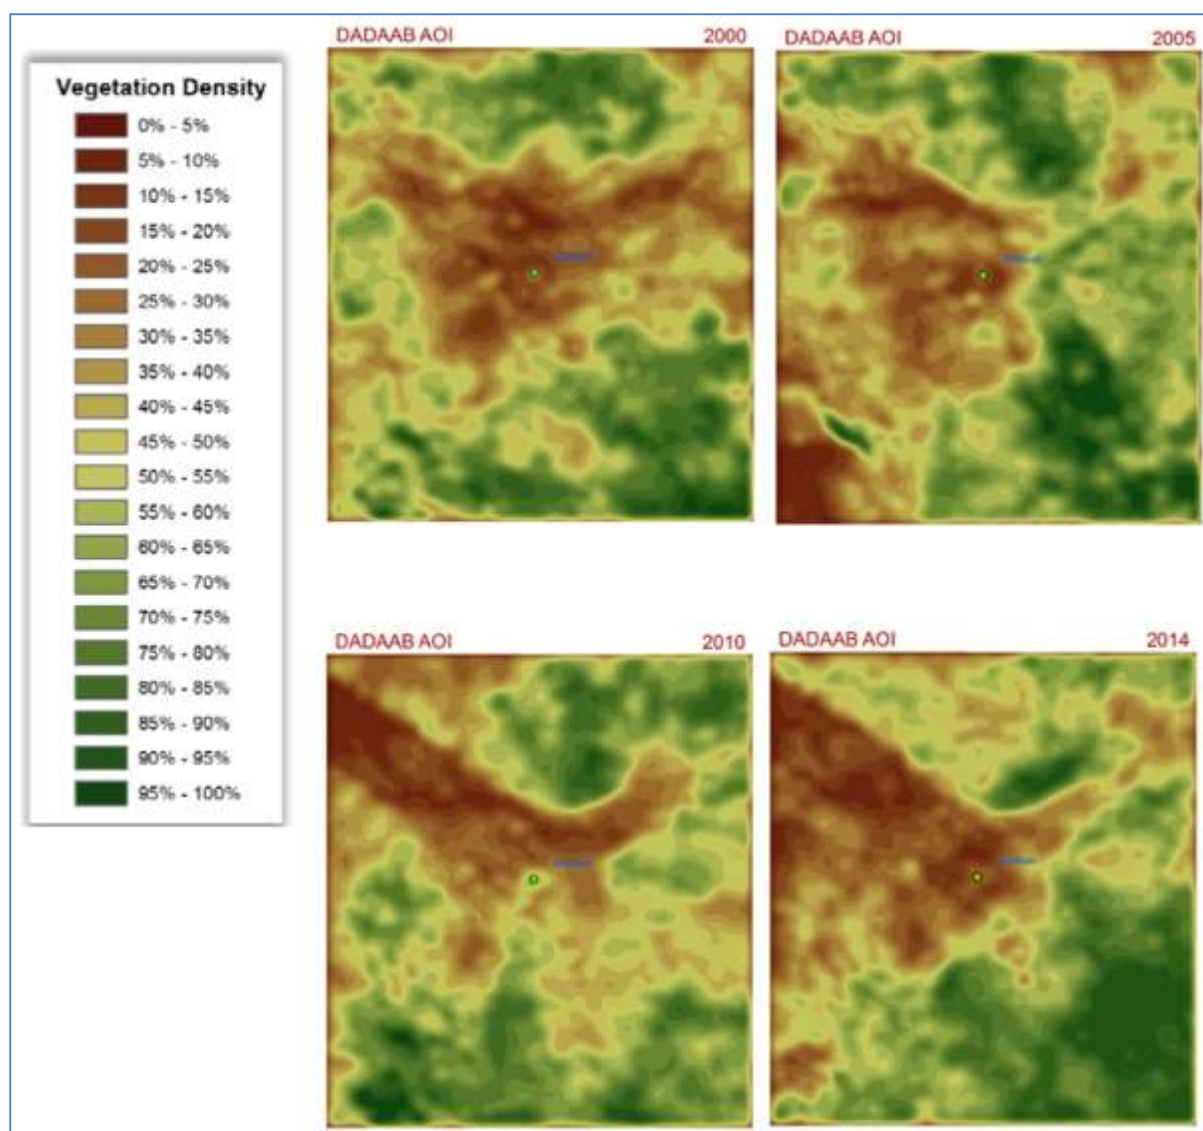 Vegetation Density
0% - 5%
5% - 10%
10% - 15%
15% - 20%
20% - 25%
25% - 30%
30% - 35%
35% - 40%
40% - 45%
45% - 50%
50% - 55%
55% - 60%
60% - 65%
65% - 70%
70% - 75%
75% - 80%
80% - 85%
85% - 90%
90% - 95%
95% - 100%
DADAAB AOI 2000
DADAAB AOI 2005
DADAAB AOI 2010
DADAAB AOI 2014